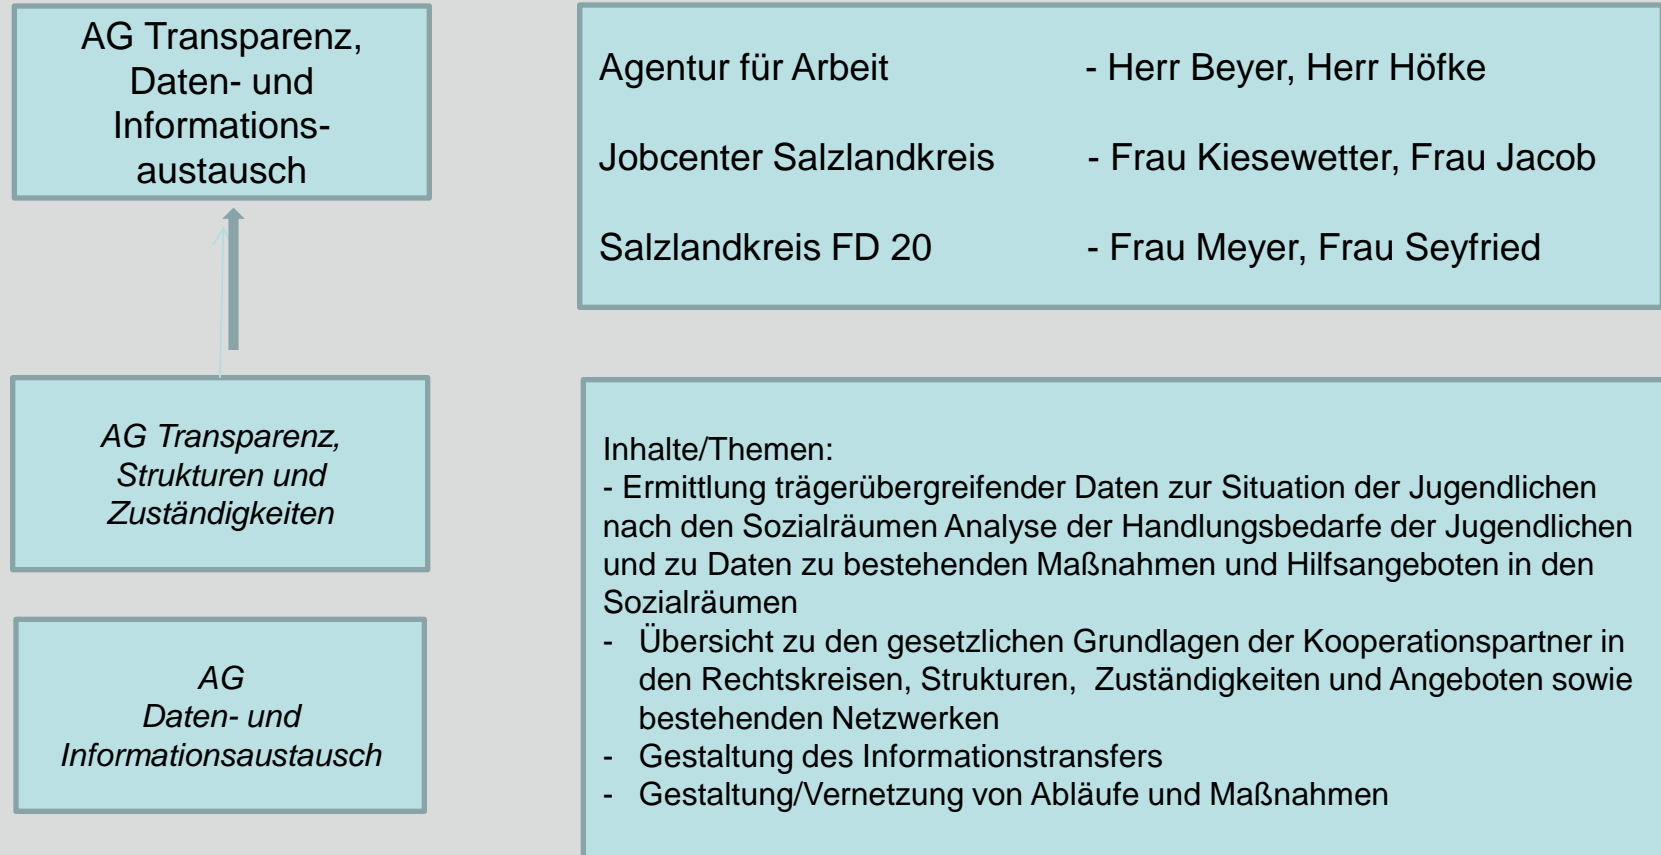 AG Transparenz,
Daten- und
Informations-
austausch
Agentur für Arbeit - Herr Beyer, Herr Höfke
Jobcenter Salzlandkreis - Frau Kiesewetter, Frau Jacob
Salzlandkreis FD 20 - Frau Meyer, Frau Seyfried
AG Transparenz,
Strukturen und
Zuständigkeiten
AG
Daten- und
Informationsaustausch
Inhalte/Themen:
- Ermittlung trägerübergreifender Daten zur Situation der Jugendlichen
nach den Sozialräumen Analyse der Handlungsbedarfe der Jugendlichen
und zu Daten zu bestehenden Maßnahmen und Hilfsangeboten in den
Sozialräumen
- Übersicht zu den gesetzlichen Grundlagen der Kooperationspartner in
den Rechtskreisen, Strukturen, Zuständigkeiten und Angeboten sowie
bestehenden Netzwerken
- Gestaltung des Informationstransfers
- Gestaltung/Vernetzung von Abläufe und Maßnahmen